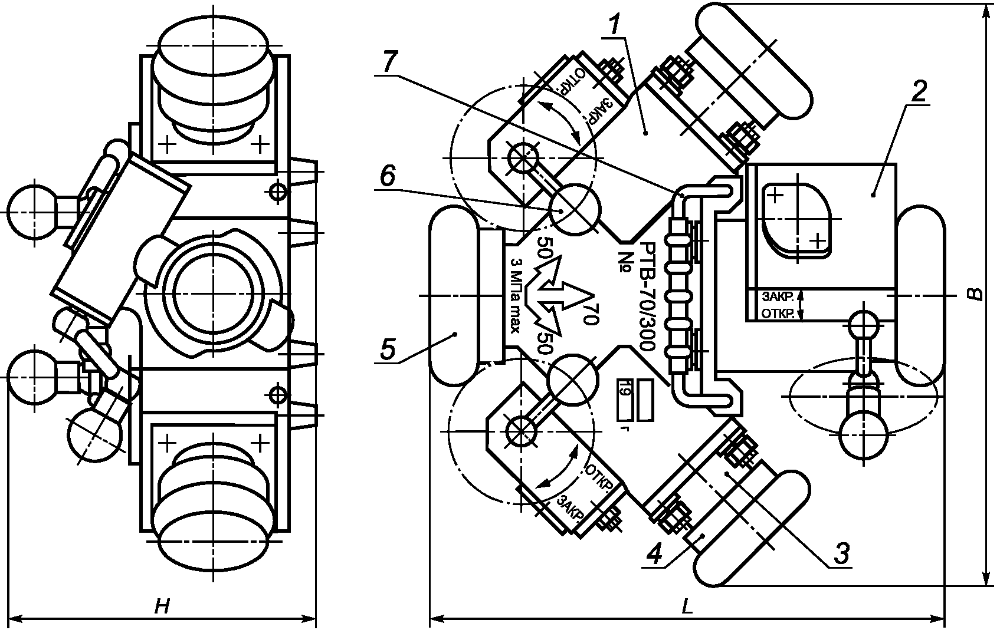 1
7
2
6
5
4
3
ОТКР.
ЗАКР.
50
3 МПа max
70
50
№
РТВ-70/300
ЗАКР.
ОТКР.
19
г
ОТКР.
ЗАКР.
H
L
B